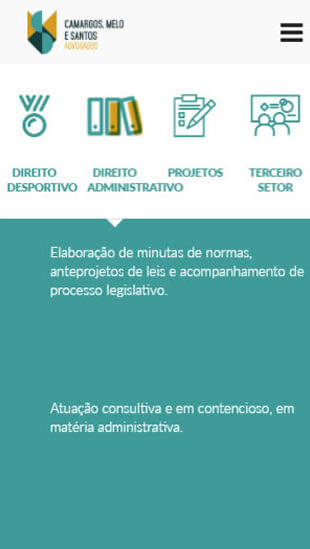 CAMARGOS, MELO
E SANTOS
ADVOGADOS
DIREITO
DESPORTIVO
DIREITO
ADMINISTRATIVO
PROJETOS
TERCEIRO
SETOR
Elaboração de minutas de normas,
anteprojetos de leis e acompanhamento de
processo legislativo.
Atuação consultiva e em contencioso, em
matéria administrativa.